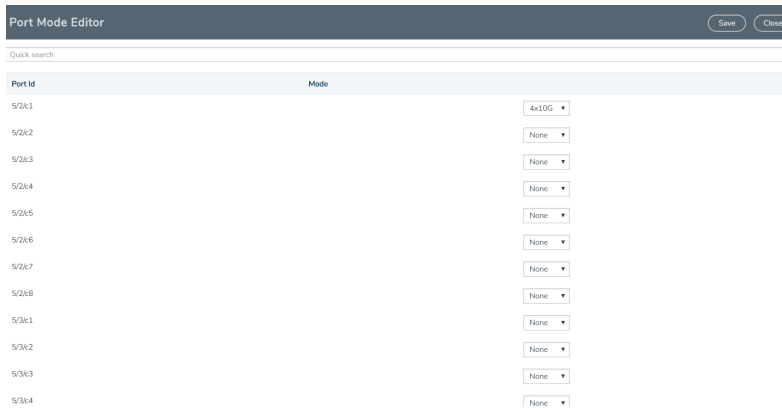 Port Mode Editor Save Close
Quick search
Port Id Mode
5/2/c1 4x10G
5/2/c2 None
5/2/c3 None
5/2/c4 None
5/2/c5 None
5/2/c6 None
5/2/c7 None
5/2/c8 None
5/3/c1 None
5/3/c2 None
5/3/c3 None
5/3/c4 None